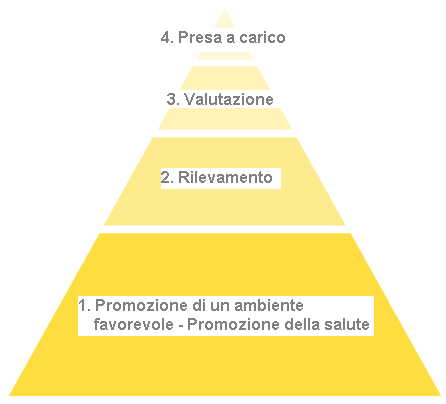 4. Presa a carico
3. Valutazione
2. Rilevamento
1. Promozione di un ambiente
favorevole - Promozione della salute